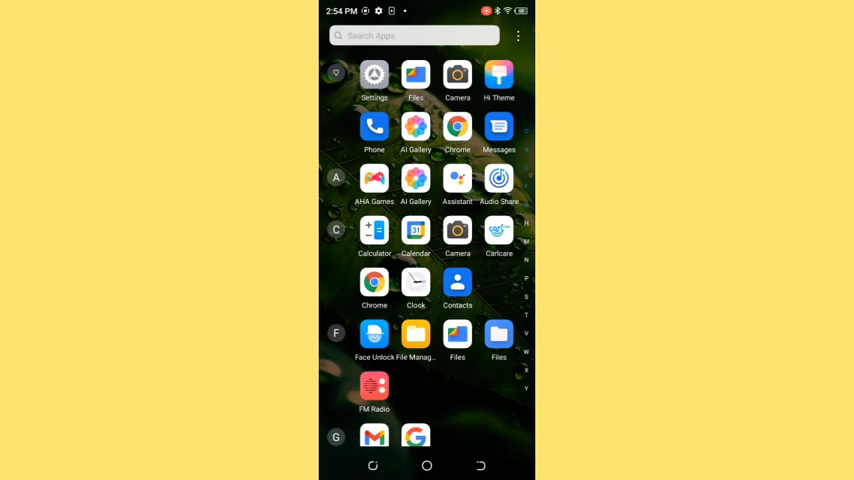 2:54 PM
Search Apps
Settings Files Camera Hi Theme
Phone AI Gallery Chrome Messages
A
AHA Games AI Gallery Assistant Audio Share
C
31
Calculator Calendar Camera Carlcare
Chrome Clock Contacts
F
Face Unlock File Manag... Files Files
FM Radio
G
H
M
N
P
S
T
V
W
X
Y